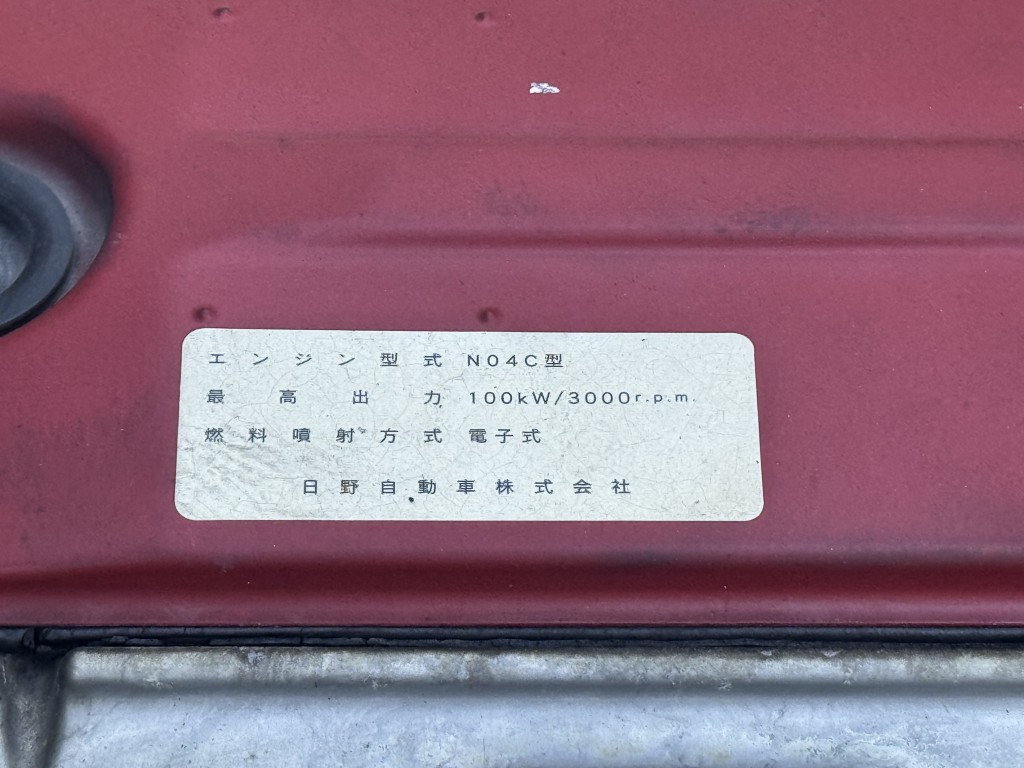 エンジン型式 N04C型
最高出力 100kW/3000r.p.m.
燃料噴射方式 電子式
日野自動車株式会社